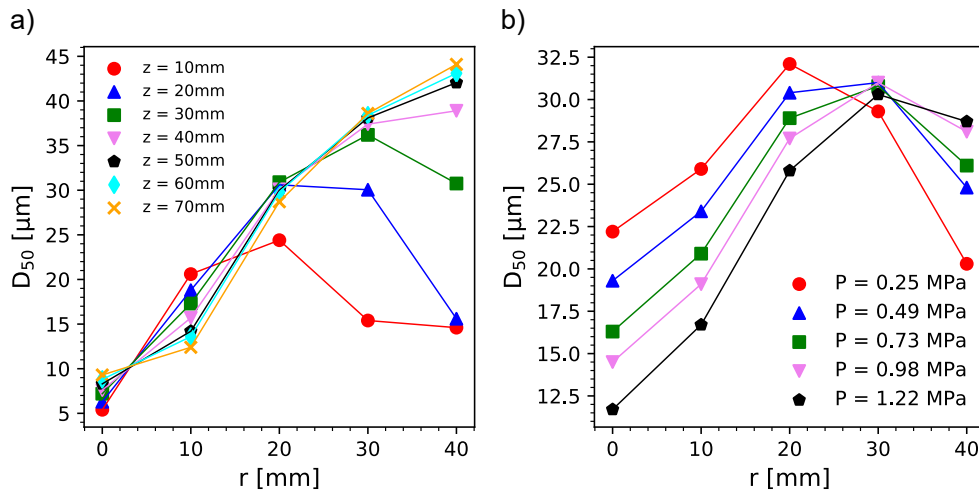 a)
D50 [μm]
45
40
35
30
25
20
15
10
5
z = 10mm
z = 20mm
z = 30mm
z = 40mm
z = 50mm
z = 60mm
z = 70mm
0 10 20 30 40
r [mm]
b)
D50 [μm]
32.5
30.0
27.5
25.0
22.5
20.0
17.5
15.0
12.5
P = 0.25 MPa
P = 0.49 MPa
P = 0.73 MPa
P = 0.98 MPa
P = 1.22 MPa
0 10 20 30 40
r [mm]